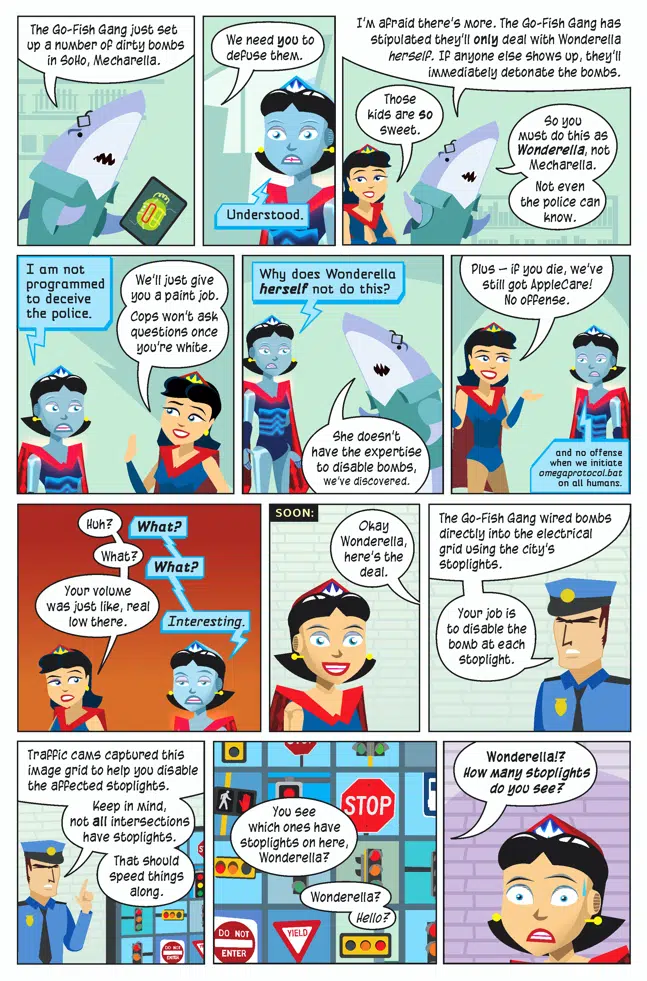 The Go-Fish Gang just set
up a number of dirty bombs
in SoHo, Mecharella.
We need you to
defuse them.
Understood.
I'm afraid there's more. The Go-Fish Gang has
stipulated they'll only deal with Wonderella
herself. If anyone else shows up, they'll
immediately detonate the bombs.
Those
kids are so
sweet.
So you
must do this as
Wonderella, not
Mecharella.
Not even
the police can
know.
I am not
programmed
to deceive
the police.
We'll just give
you a paint job.
Cops won't ask
questions once
you're white.
Why does Wonderella
herself not do this?
She doesn't
have the expertise
to disable bombs,
we've discovered.
Plus – if you die, we've
still got AppleCare!
No offense.
and no offense
when we initiate
omegaprotocol.bat
on all humans.
Huh?
What?
What?
What?
Your volume
was just like, real
low there.
Interesting.
SOON:
Okay
Wonderella,
here's the
deal.
The Go-Fish Gang wired bombs
directly into the electrical
grid using the city's
stoplights.
Your job is
to disable the
bomb at each
stoplight.
Traffic cams captured this
image grid to help you disable
the affected stoplights.
Keep in mind,
not all intersections
have stoplights.
That should
speed things
along.
DO NOT
ENTER
STOP
STOP
You see
which ones have
stoplights on here,
Wonderella?
Wonderella?
Hello?
DO NOT
ENTER
YIELD
Wonderella!?
How many stoplights
do you see?